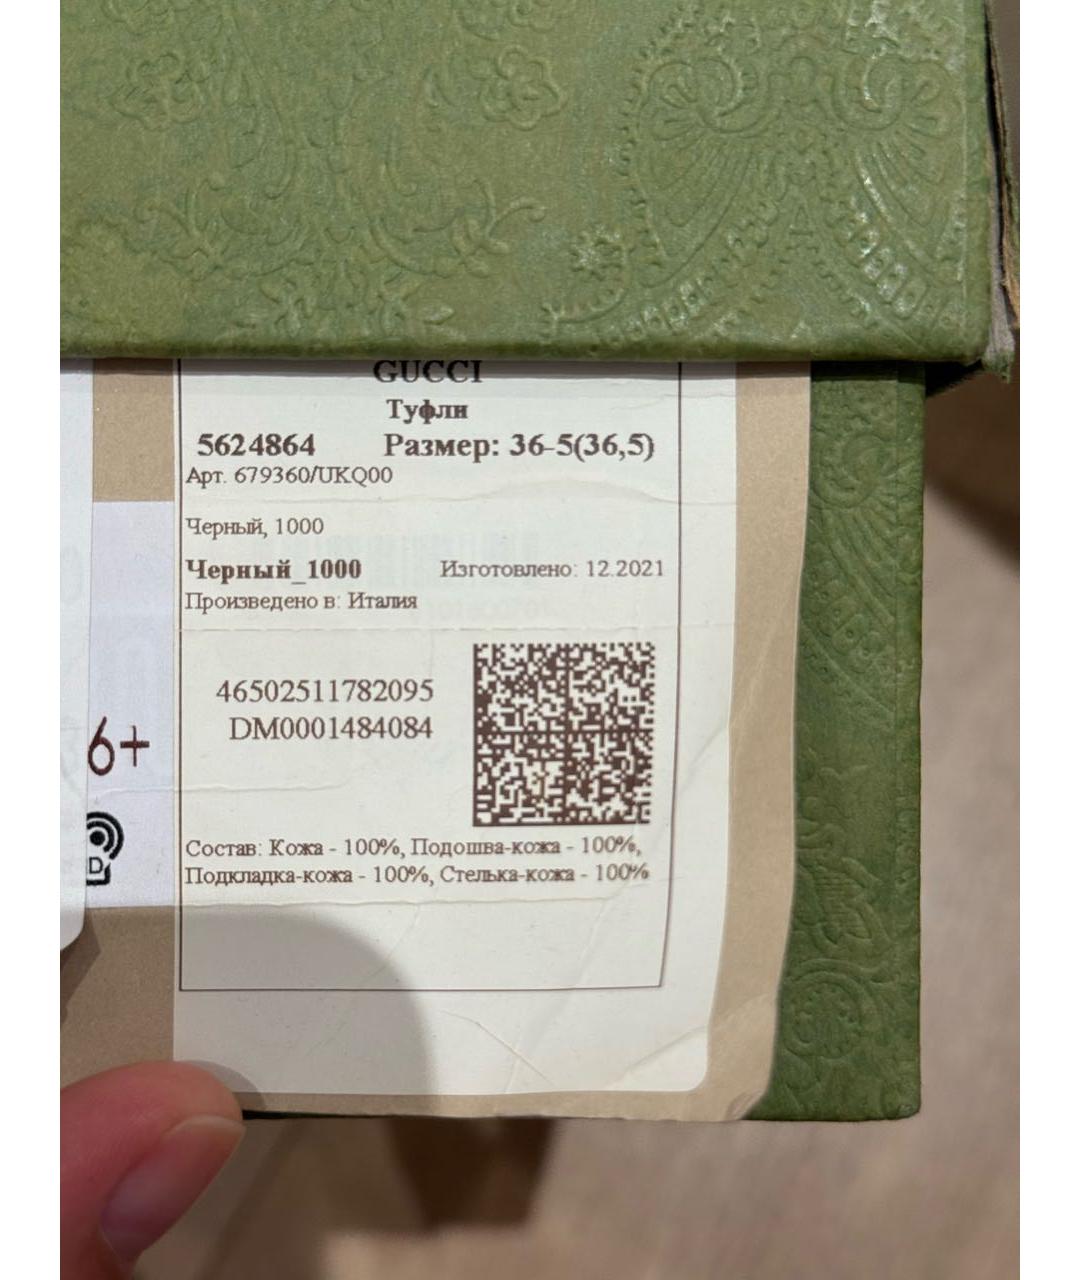 GUCCI
Туфли
5624864 Размер: 36-5(36,5)
Арт. 679360/UKQ00
Черный, 1000
Черный_1000 Изготовлено: 12.2021
Произведено в: Италия
46502511782095
DM0001484084
6+
D
Состав: Кожа - 100%, Подошва-кожа - 100%,
Подкладка-кожа - 100%, Стелька-кожа - 100%